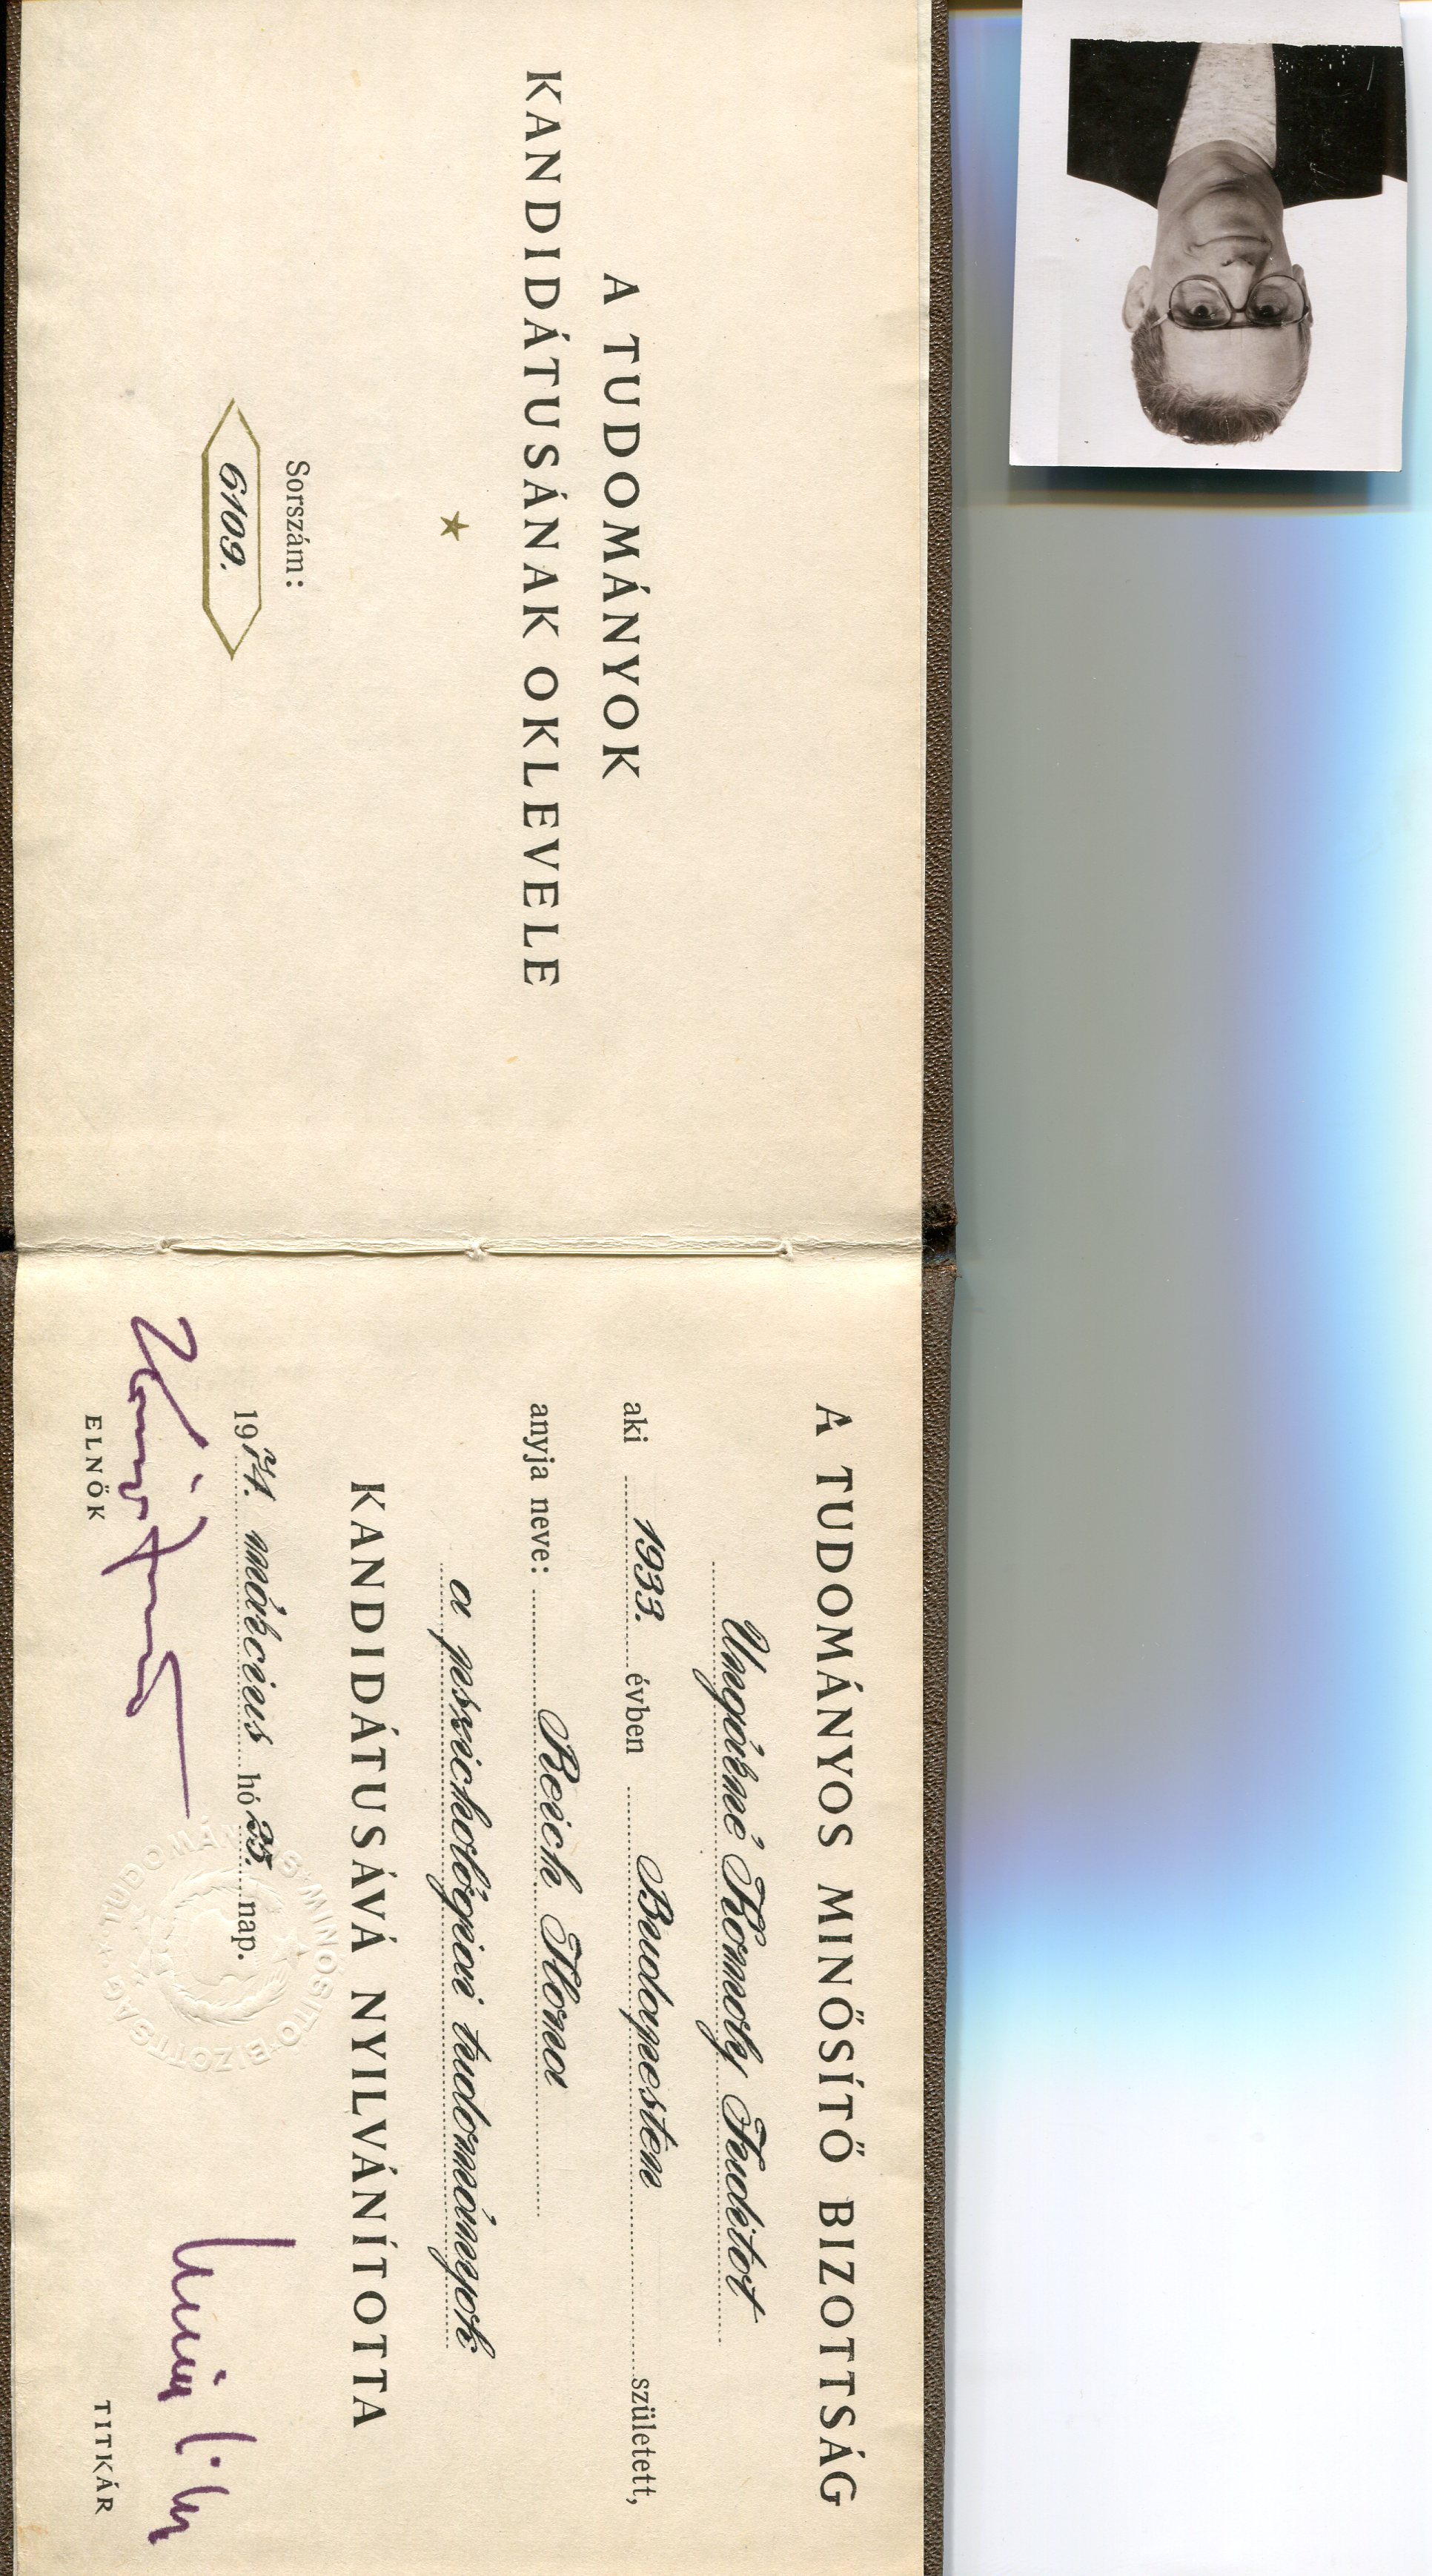 A TUDOMÁNYOK
KANDIDÁTUSÁNAK OKLEVELE
Sorszám:
6109.
A TUDOMÁNYOS MINŐSÍTŐ BIZOTTSÁG
Ungárné Komoly Juditot
aki 1933. évben Budapesten született,
anyja neve: Reich Ilona
a pszichológiai tudományok
KANDIDÁTUSÁVÁ NYILVÁNÍTOTTA
1974. március hó 25. nap.
TUDOMÁNYOS MINŐSÍTŐ BIZOTTSÁG
ELNÖK
TITKÁR